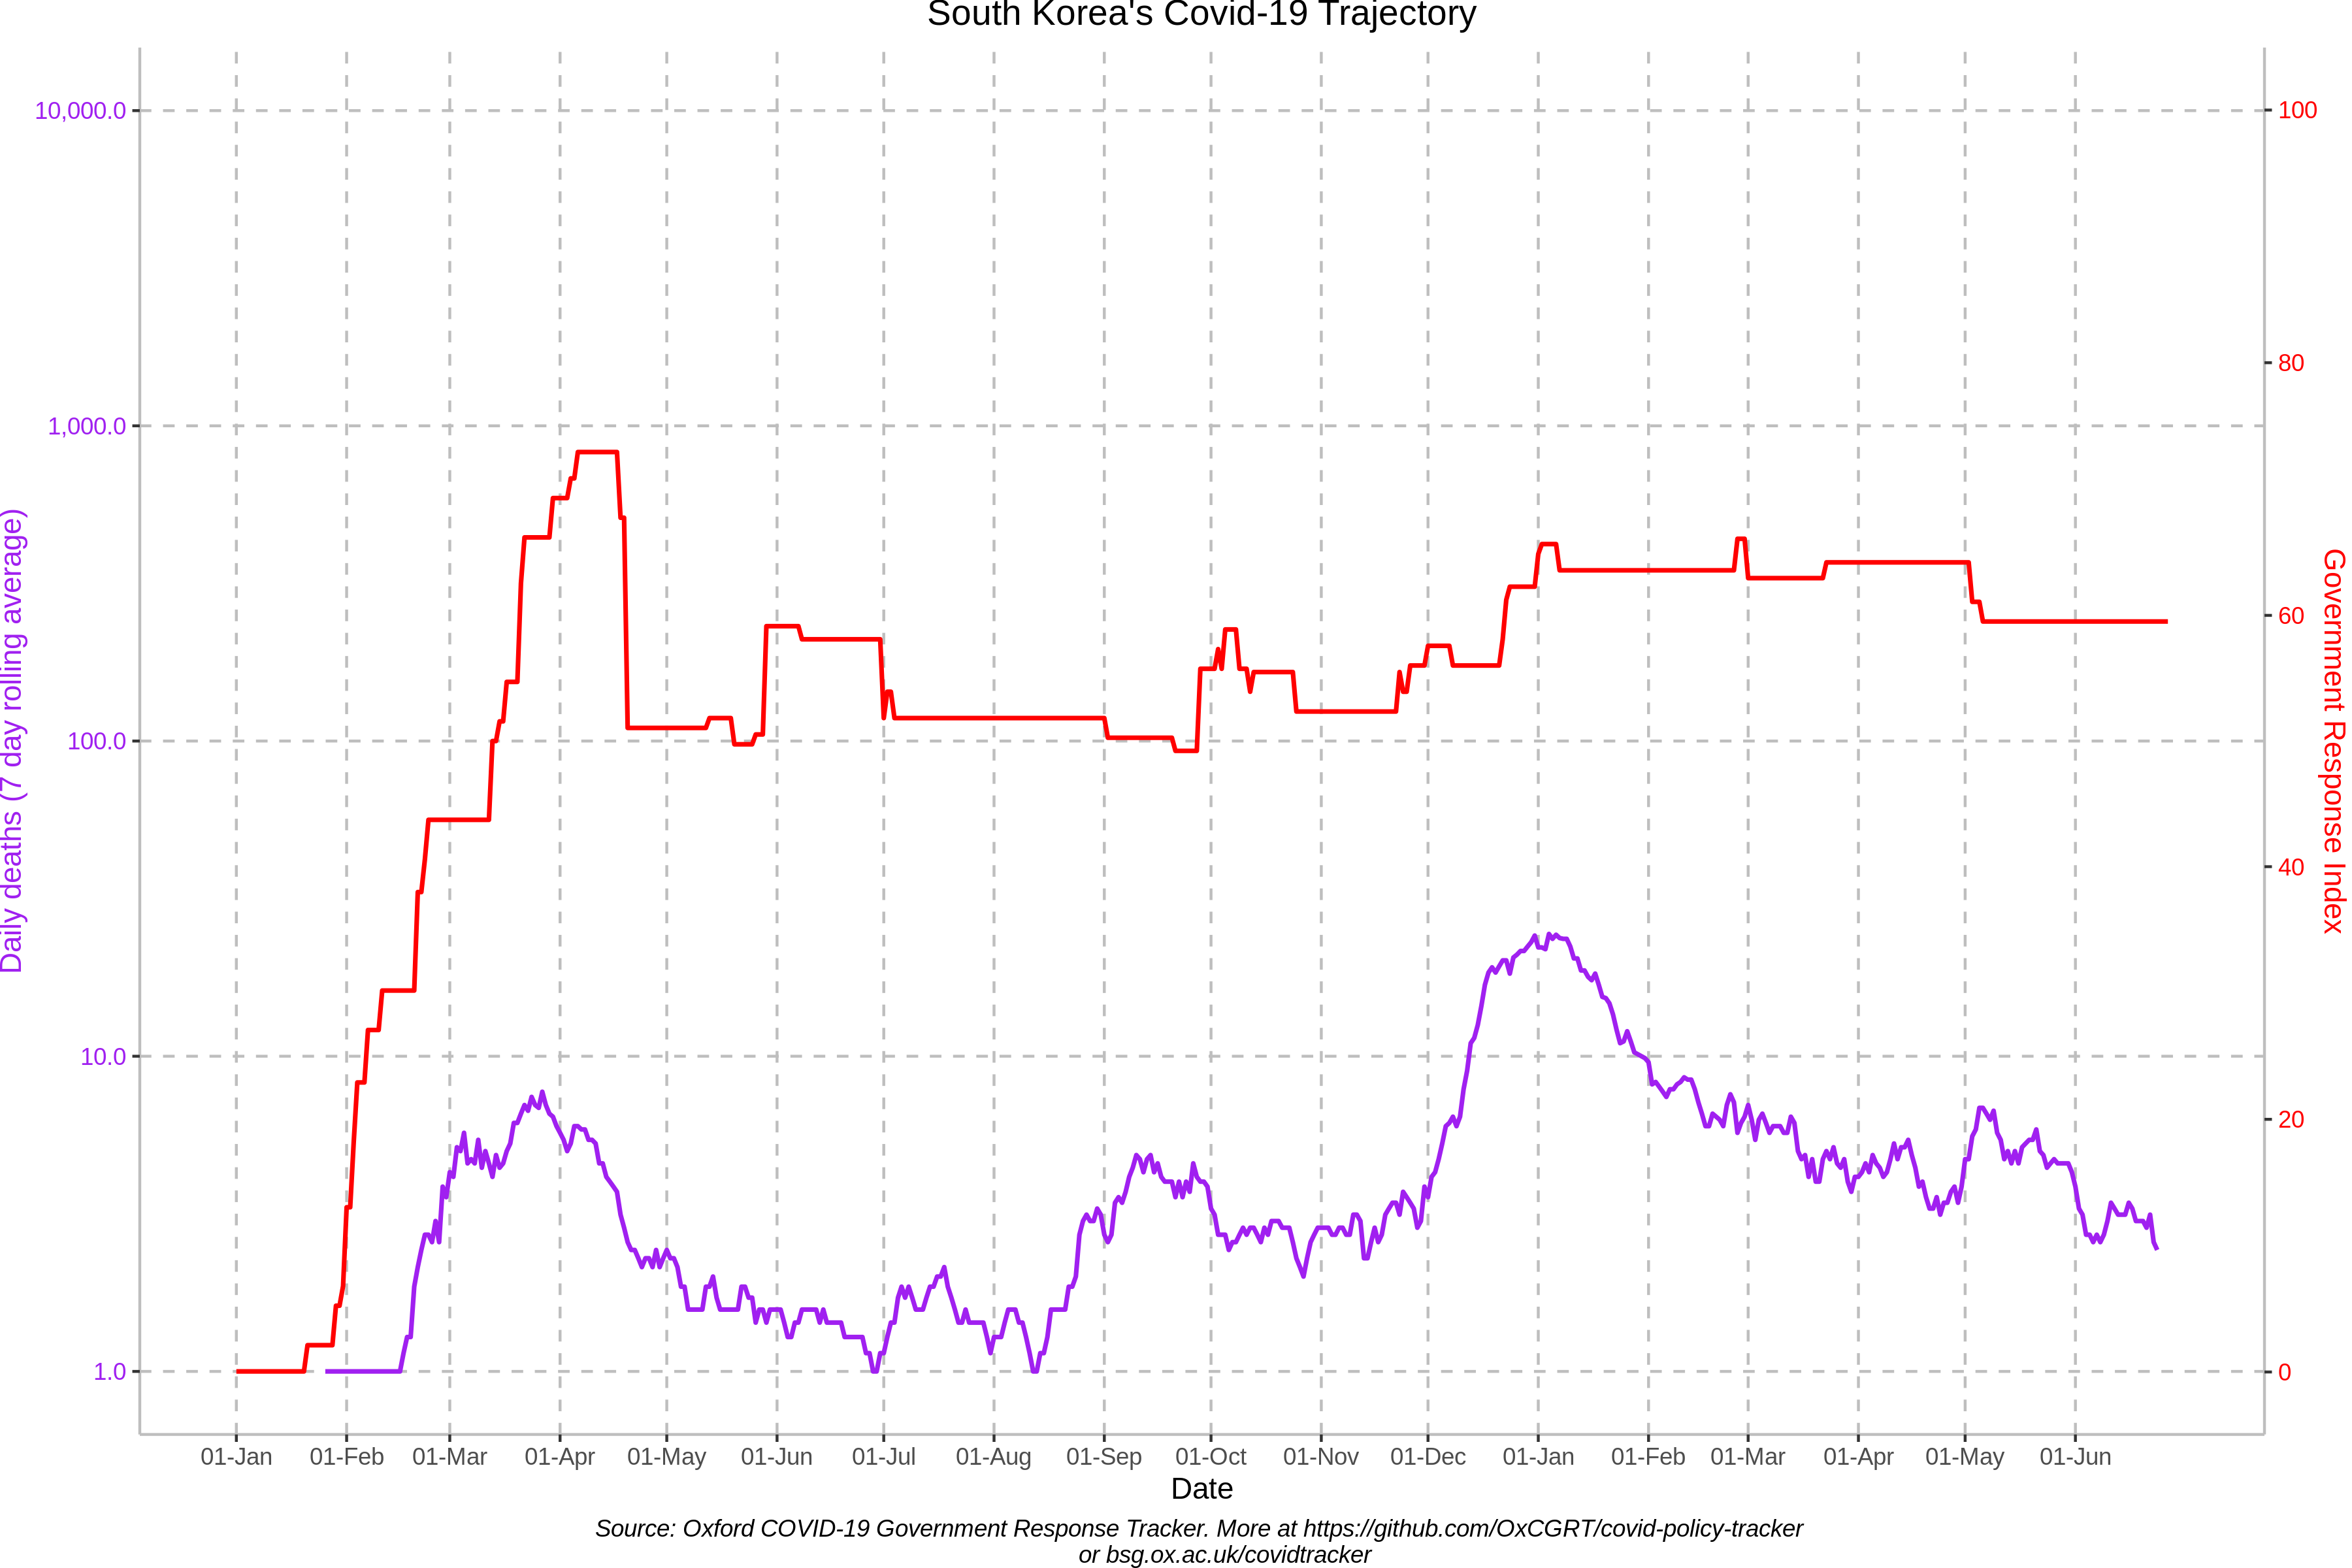 South Korea's Covid-19 Trajectory
10,000.0
1,000.0
100.0
10.0
1.0
Daily deaths (7 day rolling average)
100
80
60
40
20
0
Government Response Index
01-Jan 01-Feb 01-Mar 01-Apr 01-May 01-Jun 01-Jul 01-Aug 01-Sep 01-Oct 01-Nov 01-Dec 01-Jan 01-Feb 01-Mar 01-Apr 01-May 01-Jun
Date
Source: Oxford COVID-19 Government Response Tracker. More at https://github.com/OxCGRT/covid-policy-tracker
or bsg.ox.ac.uk/covidtracker